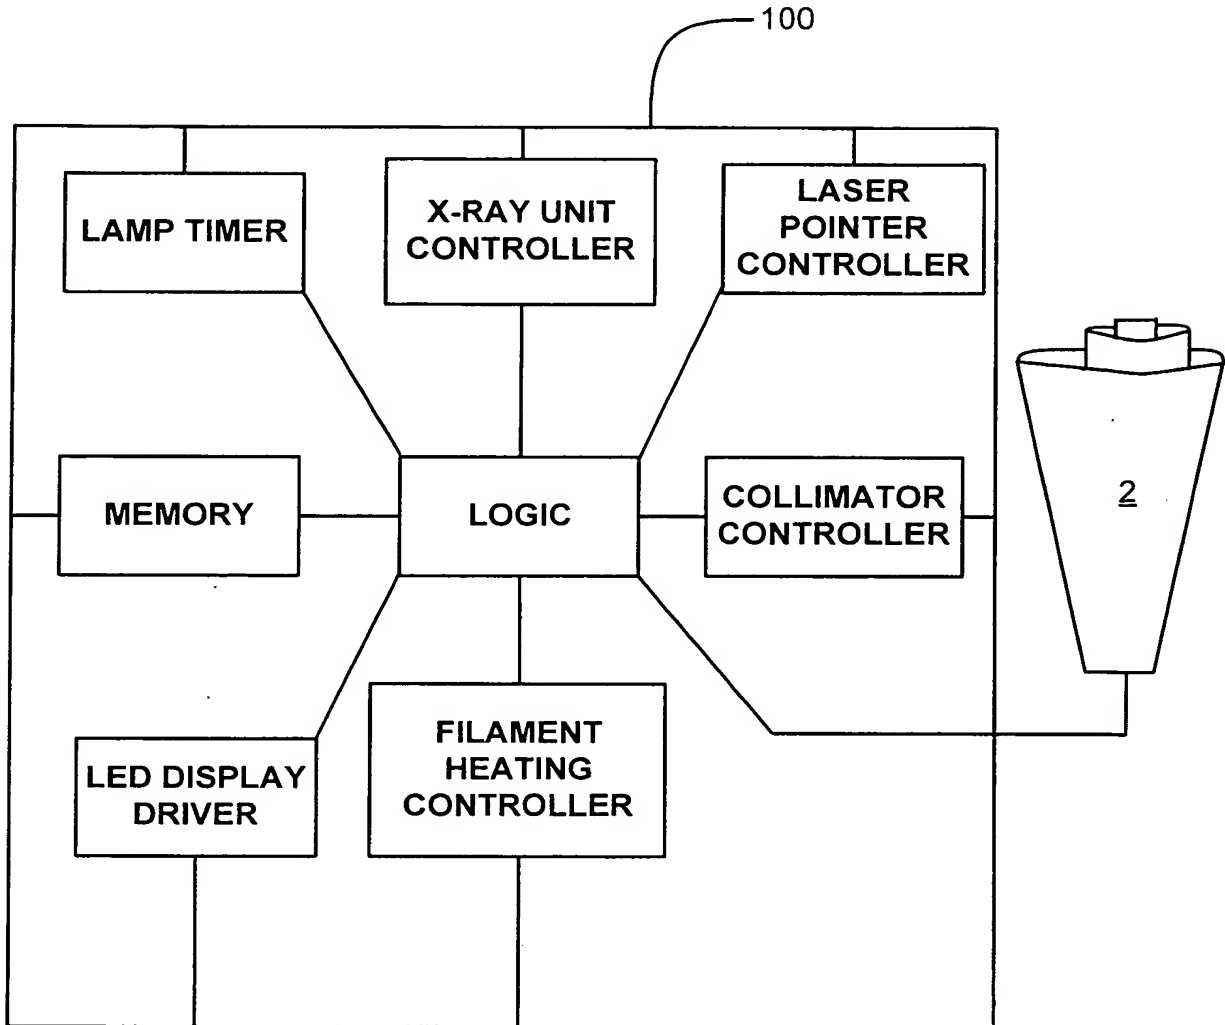 100
LAMP TIMER
X-RAY UNIT
CONTROLLER
LASER
POINTER
CONTROLLER
MEMORY
LOGIC
COLLIMATOR
CONTROLLER
2
LED DISPLAY
DRIVER
FILAMENT
HEATING
CONTROLLER